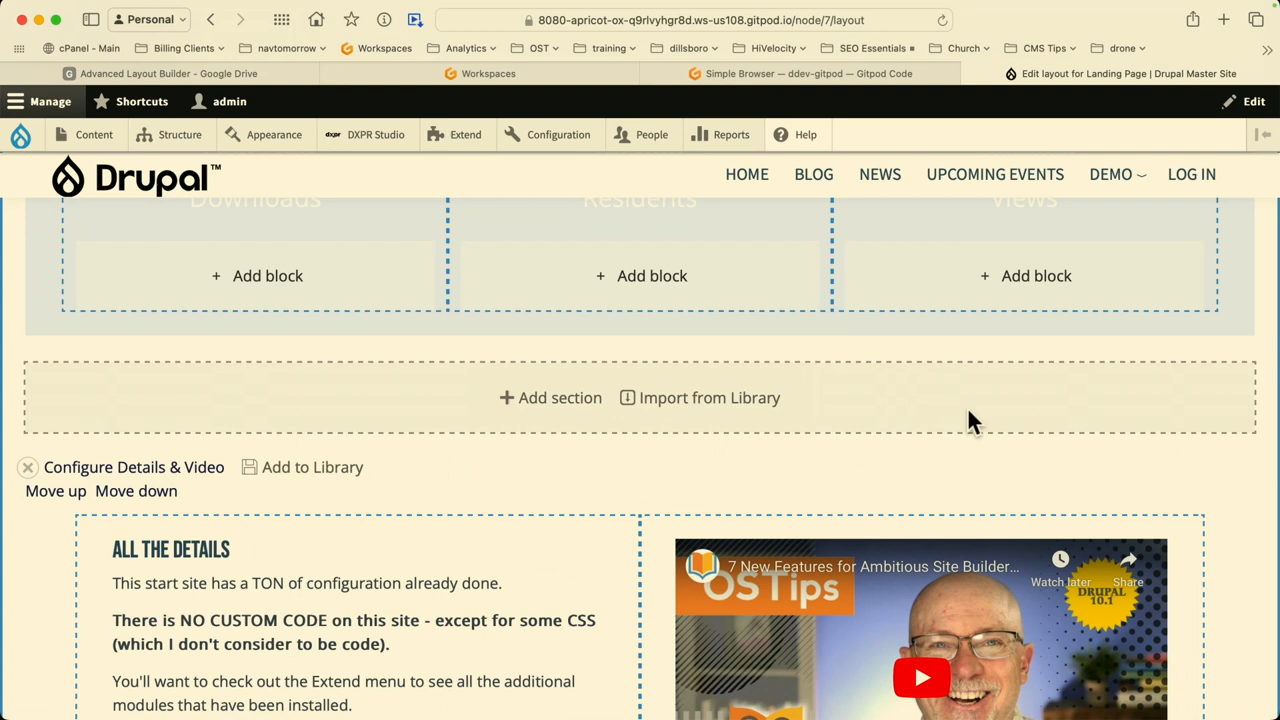 Personal
8080-apricot-ox-q9rlvyhgr8d.ws-us108.gitpod.io/node/7/layout
cPanel - Main
Billing Clients
navtomorrow
Workspaces
Analytics
OST
training
dillsboro
HiVelocity
SEO Essentials
Church
CMS Tips
drone
Advanced Layout Builder - Google Drive
Workspaces
Simple Browser — ddev-gitpod — Gitpod Code
Edit layout for Landing Page | Drupal Master Site
Manage
Shortcuts
admin
Edit
Content
Structure
Appearance
dxpr DXPR Studio
Extend
Configuration
People
Reports
Help
Drupal™
HOME
BLOG
NEWS
UPCOMING EVENTS
DEMO
LOG IN
Downloads
Residents
Views
+ Add block
+ Add block
+ Add block
+ Add section
Import from Library
Configure Details & Video
Add to Library
Move up Move down
ALL THE DETAILS
This start site has a TON of configuration already done.
There is NO CUSTOM CODE on this site - except for some CSS
(which I don't consider to be code).
You'll want to check out the Extend menu to see all the additional
modules that have been installed.
7 New Features for Ambitious Site Builder...
OSTips
Watch later
Share
DRUPAL
10.1